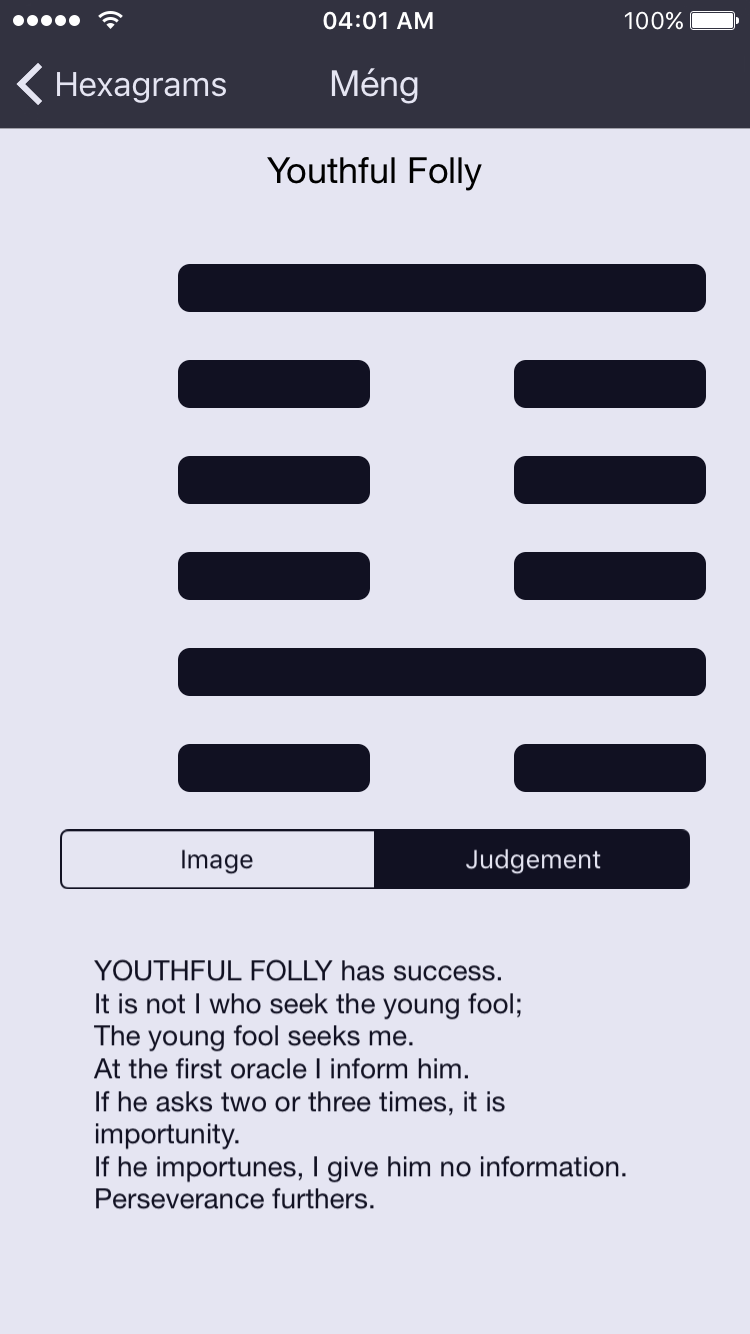 04:01 AM
100%
Hexagrams
Méng
Youthful Folly
Image
Judgement
YOUTHFUL FOLLY has success.
It is not I who seek the young fool;
The young fool seeks me.
At the first oracle I inform him.
If he asks two or three times, it is
importunity.
If he importunes, I give him no information.
Perseverance furthers.